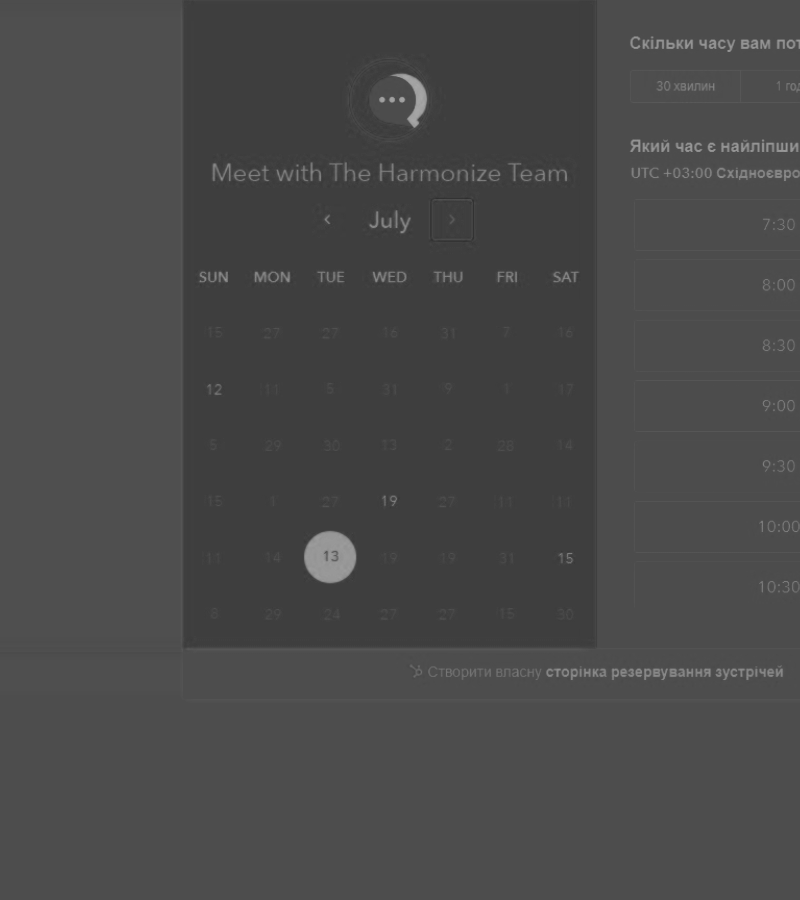 Meet with The Harmonize Team
July
SUN MON TUE WED THU FRI SAT
15 27 27 16 31 7 16
12 11 5 31 9 1 17
5 29 30 13 2 28 14
15 1 27 19 27 11 11
11 14 13 19 19 31 15
8 29 24 27 27 15 30
Скільки часу вам пот
30 хвилин 1 год
Який час є найліпши
UTC +03:00 Східноєвро
7:30
8:00
8:30
9:00
9:30
10:00
10:30
Створити власну сторінка резервування зустрічей